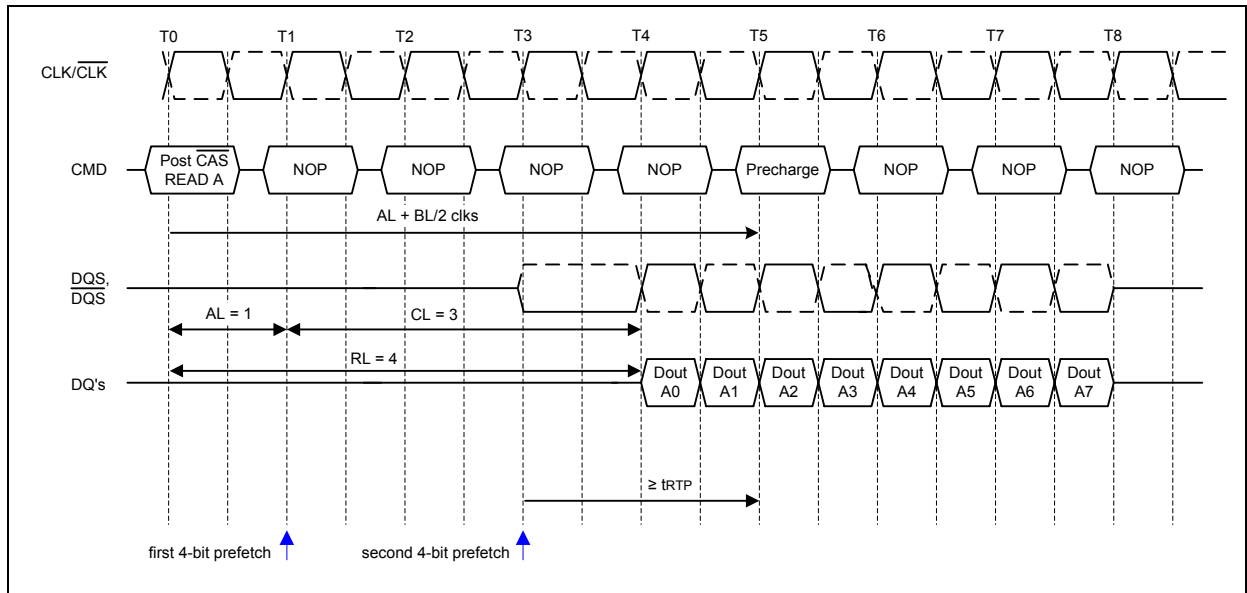 T0 T1 T2 T3 T4 T5 T6 T7 T8
CLK/CLK
CMD
Post CAS
READ A
NOP NOP NOP NOP Precharge NOP NOP NOP
AL + BL/2 clks
DQS,
DQS
AL = 1
CL = 3
RL = 4
DQ's
Dout Dout Dout Dout Dout Dout Dout Dout
A0 A1 A2 A3 A4 A5 A6 A7
≥ tRTP
first 4-bit prefetch
second 4-bit prefetch